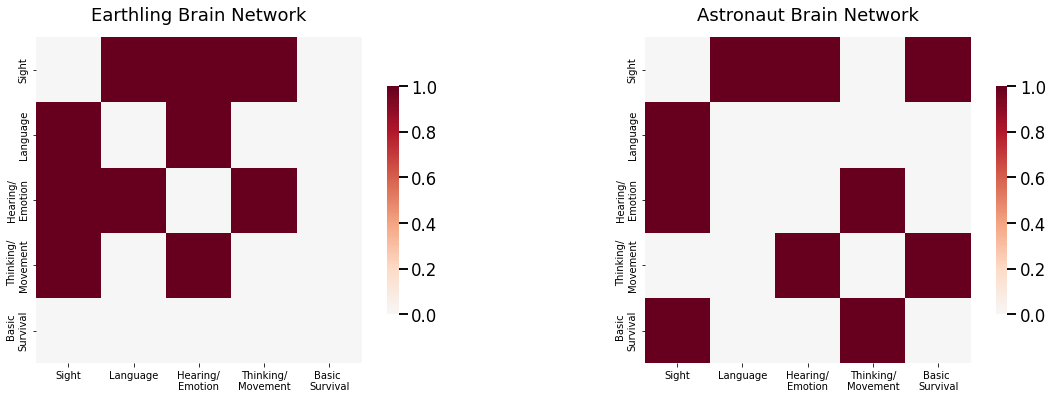 Earthling Brain Network
Sight
Language
Hearing/
Emotion
Thinking/
Movement
Basic
Survival
Sight
Language
Hearing/
Emotion
Thinking/
Movement
Basic
Survival
1.0
0.8
0.6
0.4
0.2
0.0
Astronaut Brain Network
Sight
Language
Hearing/
Emotion
Thinking/
Movement
Basic
Survival
Sight
Language
Hearing/
Emotion
Thinking/
Movement
Basic
Survival
1.0
0.8
0.6
0.4
0.2
0.0